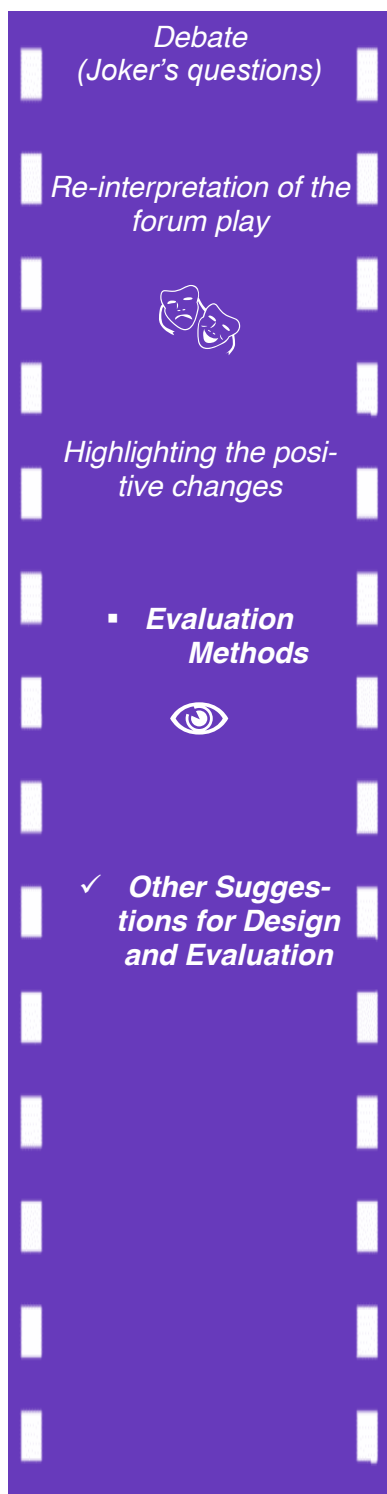 Debate
(Joker's questions)
Re-interpretation of the
forum play
Highlighting the posi-
tive changes
▪ Evaluation
Methods
✓ Other Sugges-
tions for Design
and Evaluation